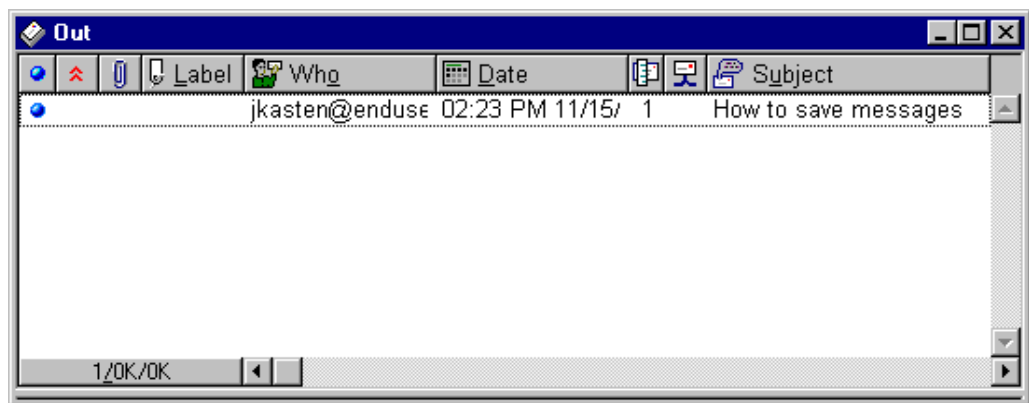 Out
Label Who Date Subject
jkasten@enduse 02:23 PM 11/15/ 1 How to save messages
1/0K/0K